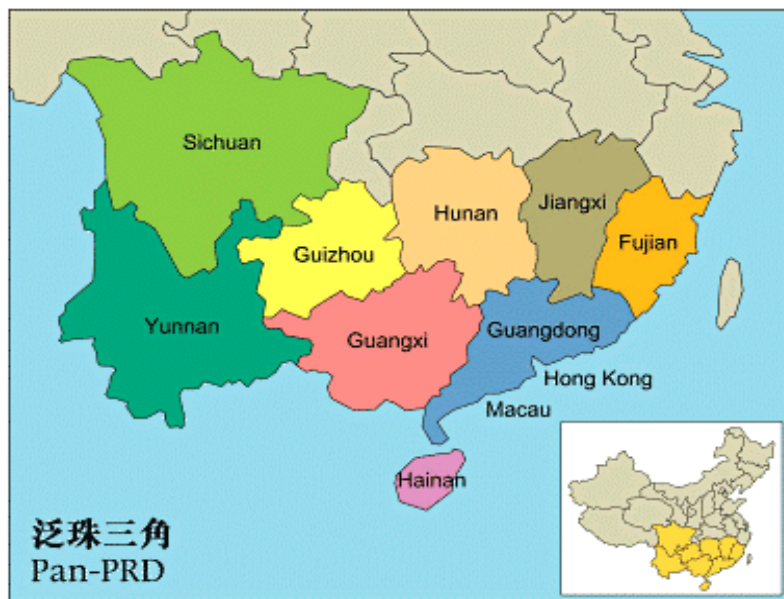 Sichuan
Hunan
Jiangxi
Fujian
Guizhou
Yunnan
Guangxi
Guangdong
Hong Kong
Macau
Hainan
泛珠三角
Pan-PRD